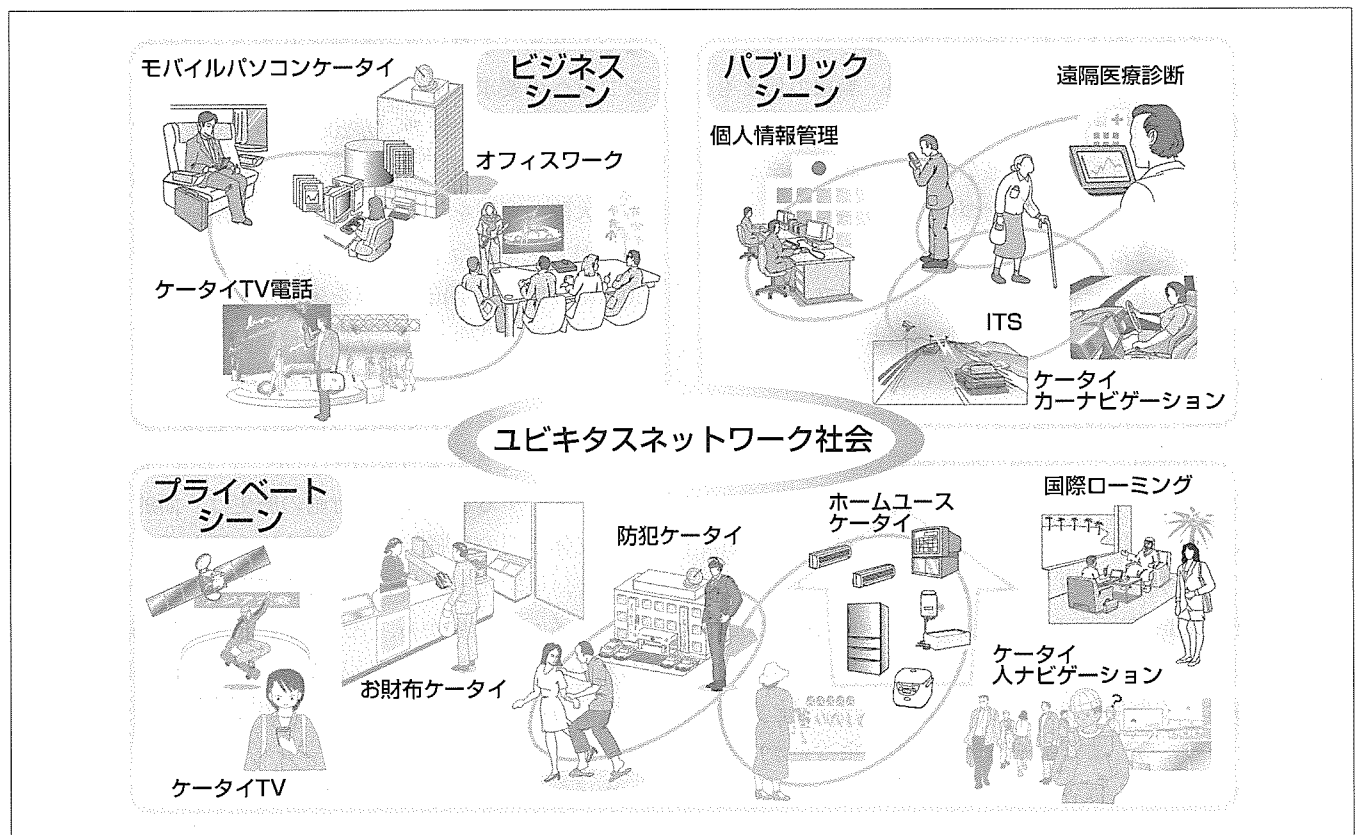 モバイルパソコンケータイ
ビジネス
シーン
オフィスワーク
ケータイTV電話
パブリック
シーン
遠隔医療診断
個人情報管理
ITS
ケータイ
カーナビゲーション
ユビキタスネットワーク社会
プライベート
シーン
国際ローミング
ホームユース
ケータイ
防犯ケータイ
お財布ケータイ
ケータイ
人ナビゲーション
?
ケータイTV